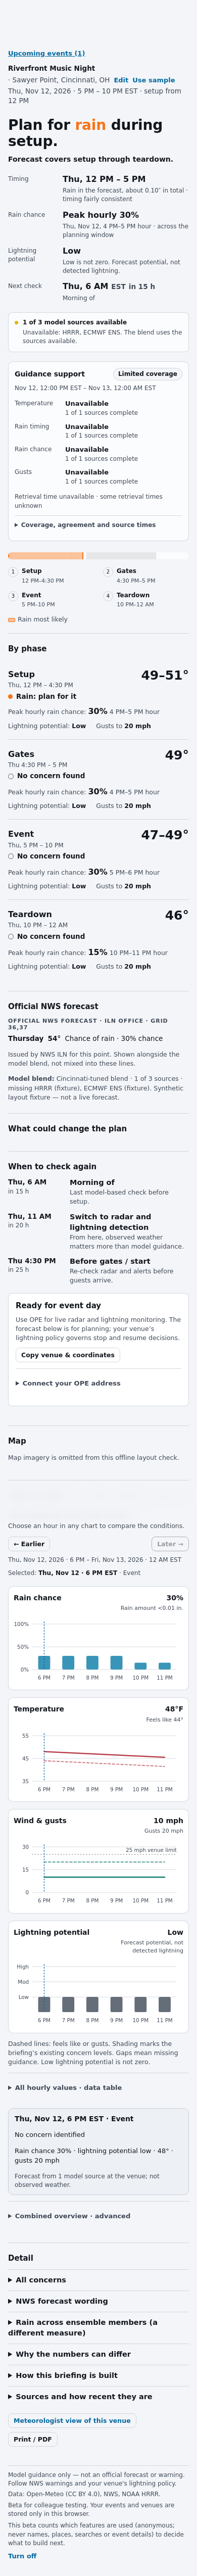 Upcoming events (1)
Riverfront Music Night
· Sawyer Point, Cincinnati, OH Edit Use sample
Thu, Nov 12, 2026 · 5 PM – 10 PM EST · setup from
12 PM
Plan for rain during
setup.
Forecast covers setup through teardown.
Timing
Thu, 12 PM – 5 PM
Rain in the forecast, about 0.10″ in total ·
timing fairly consistent
Rain chance
Peak hourly 30%
Thu, Nov 12, 4 PM–5 PM hour · across the
planning window
Lightning
potential
Low
Low is not zero. Forecast potential, not
detected lightning.
Next check
Thu, 6 AM EST in 15 h
Morning of
1 of 3 model sources available
Unavailable: HRRR, ECMWF ENS. The blend uses the
sources available.
Guidance support
Limited coverage
Nov 12, 12:00 PM EST – Nov 13, 12:00 AM EST
Temperature
Unavailable
1 of 1 sources complete
Rain timing
Unavailable
1 of 1 sources complete
Rain chance
Unavailable
1 of 1 sources complete
Gusts
Unavailable
1 of 1 sources complete
Retrieval time unavailable · some retrieval times
unknown
▸ Coverage, agreement and source times
1 Setup
12 PM–4:30 PM
2 Gates
4:30 PM–5 PM
3 Event
5 PM–10 PM
4 Teardown
10 PM–12 AM
Rain most likely
By phase
Setup
49–51°
Thu, 12 PM – 4:30 PM
Rain: plan for it
Peak hourly rain chance: 30% 4 PM–5 PM hour
Lightning potential: Low Gusts to 20 mph
Gates
49°
Thu 4:30 PM – 5 PM
No concern found
Peak hourly rain chance: 30% 4 PM–5 PM hour
Lightning potential: Low Gusts to 20 mph
Event
47–49°
Thu, 5 PM – 10 PM
No concern found
Peak hourly rain chance: 30% 5 PM–6 PM hour
Lightning potential: Low Gusts to 20 mph
Teardown
46°
Thu, 10 PM – 12 AM
No concern found
Peak hourly rain chance: 15% 10 PM–11 PM hour
Lightning potential: Low Gusts to 20 mph
Official NWS forecast
OFFICIAL NWS FORECAST · ILN OFFICE · GRID
36,37
Thursday 54° Chance of rain · 30% chance
Issued by NWS ILN for this point. Shown alongside the
model blend, not mixed into these lines.
Model blend: Cincinnati-tuned blend · 1 of 3 sources ·
missing HRRR (fixture), ECMWF ENS (fixture). Synthetic
layout fixture — not a live forecast.
What could change the plan
When to check again
Thu, 6 AM
in 15 h
Morning of
Last model-based check before
setup.
Thu, 11 AM
in 20 h
Switch to radar and
lightning detection
From here, observed weather
matters more than model guidance.
Thu 4:30 PM
in 25 h
Before gates / start
Re-check radar and alerts before
guests arrive.
Ready for event day
Use OPE for live radar and lightning monitoring. The
forecast below is for planning; your venue's
lightning policy governs stop and resume decisions.
Copy venue & coordinates
▸ Connect your OPE address
Map
Map imagery is omitted from this offline layout check.
Choose an hour in any chart to compare the conditions.
← Earlier
Later →
Thu, Nov 12, 2026 · 6 PM – Fri, Nov 13, 2026 · 12 AM EST
Selected: Thu, Nov 12 · 6 PM EST · Event
Rain chance
30%
Rain amount <0.01 in.
100%
50%
0%
6 PM 7 PM 8 PM 9 PM 10 PM 11 PM
Temperature
48°F
Feels like 44°
55
45
35
6 PM 7 PM 8 PM 9 PM 10 PM 11 PM
Wind & gusts
10 mph
Gusts 20 mph
30
25 mph venue limit
15
0
6 PM 7 PM 8 PM 9 PM 10 PM 11 PM
Lightning potential
Low
Forecast potential, not
detected lightning
High
Mod
Low
6 PM 7 PM 8 PM 9 PM 10 PM 11 PM
Dashed lines: feels like or gusts. Shading marks the
briefing's existing concern levels. Gaps mean missing
guidance. Low lightning potential is not zero.
▸ All hourly values · data table
Thu, Nov 12, 6 PM EST · Event
No concern identified
Rain chance 30% · lightning potential low · 48° ·
gusts 20 mph
Forecast from 1 model source at the venue; not
observed weather.
▸ Combined overview · advanced
Detail
▸ All concerns
▸ NWS forecast wording
▸ Rain across ensemble members (a
different measure)
▸ Why the numbers can differ
▸ How this briefing is built
▸ Sources and how recent they are
Meteorologist view of this venue
Print / PDF
Model guidance only — not an official forecast or warning.
Follow NWS warnings and your venue's lightning policy.
Data: Open-Meteo (CC BY 4.0), NWS, NOAA HRRR.
Beta for colleague testing. Your events and venues are
stored only in this browser.
This beta counts which features are used (anonymous;
never names, places, searches or event details) to decide
what to build next.
Turn off